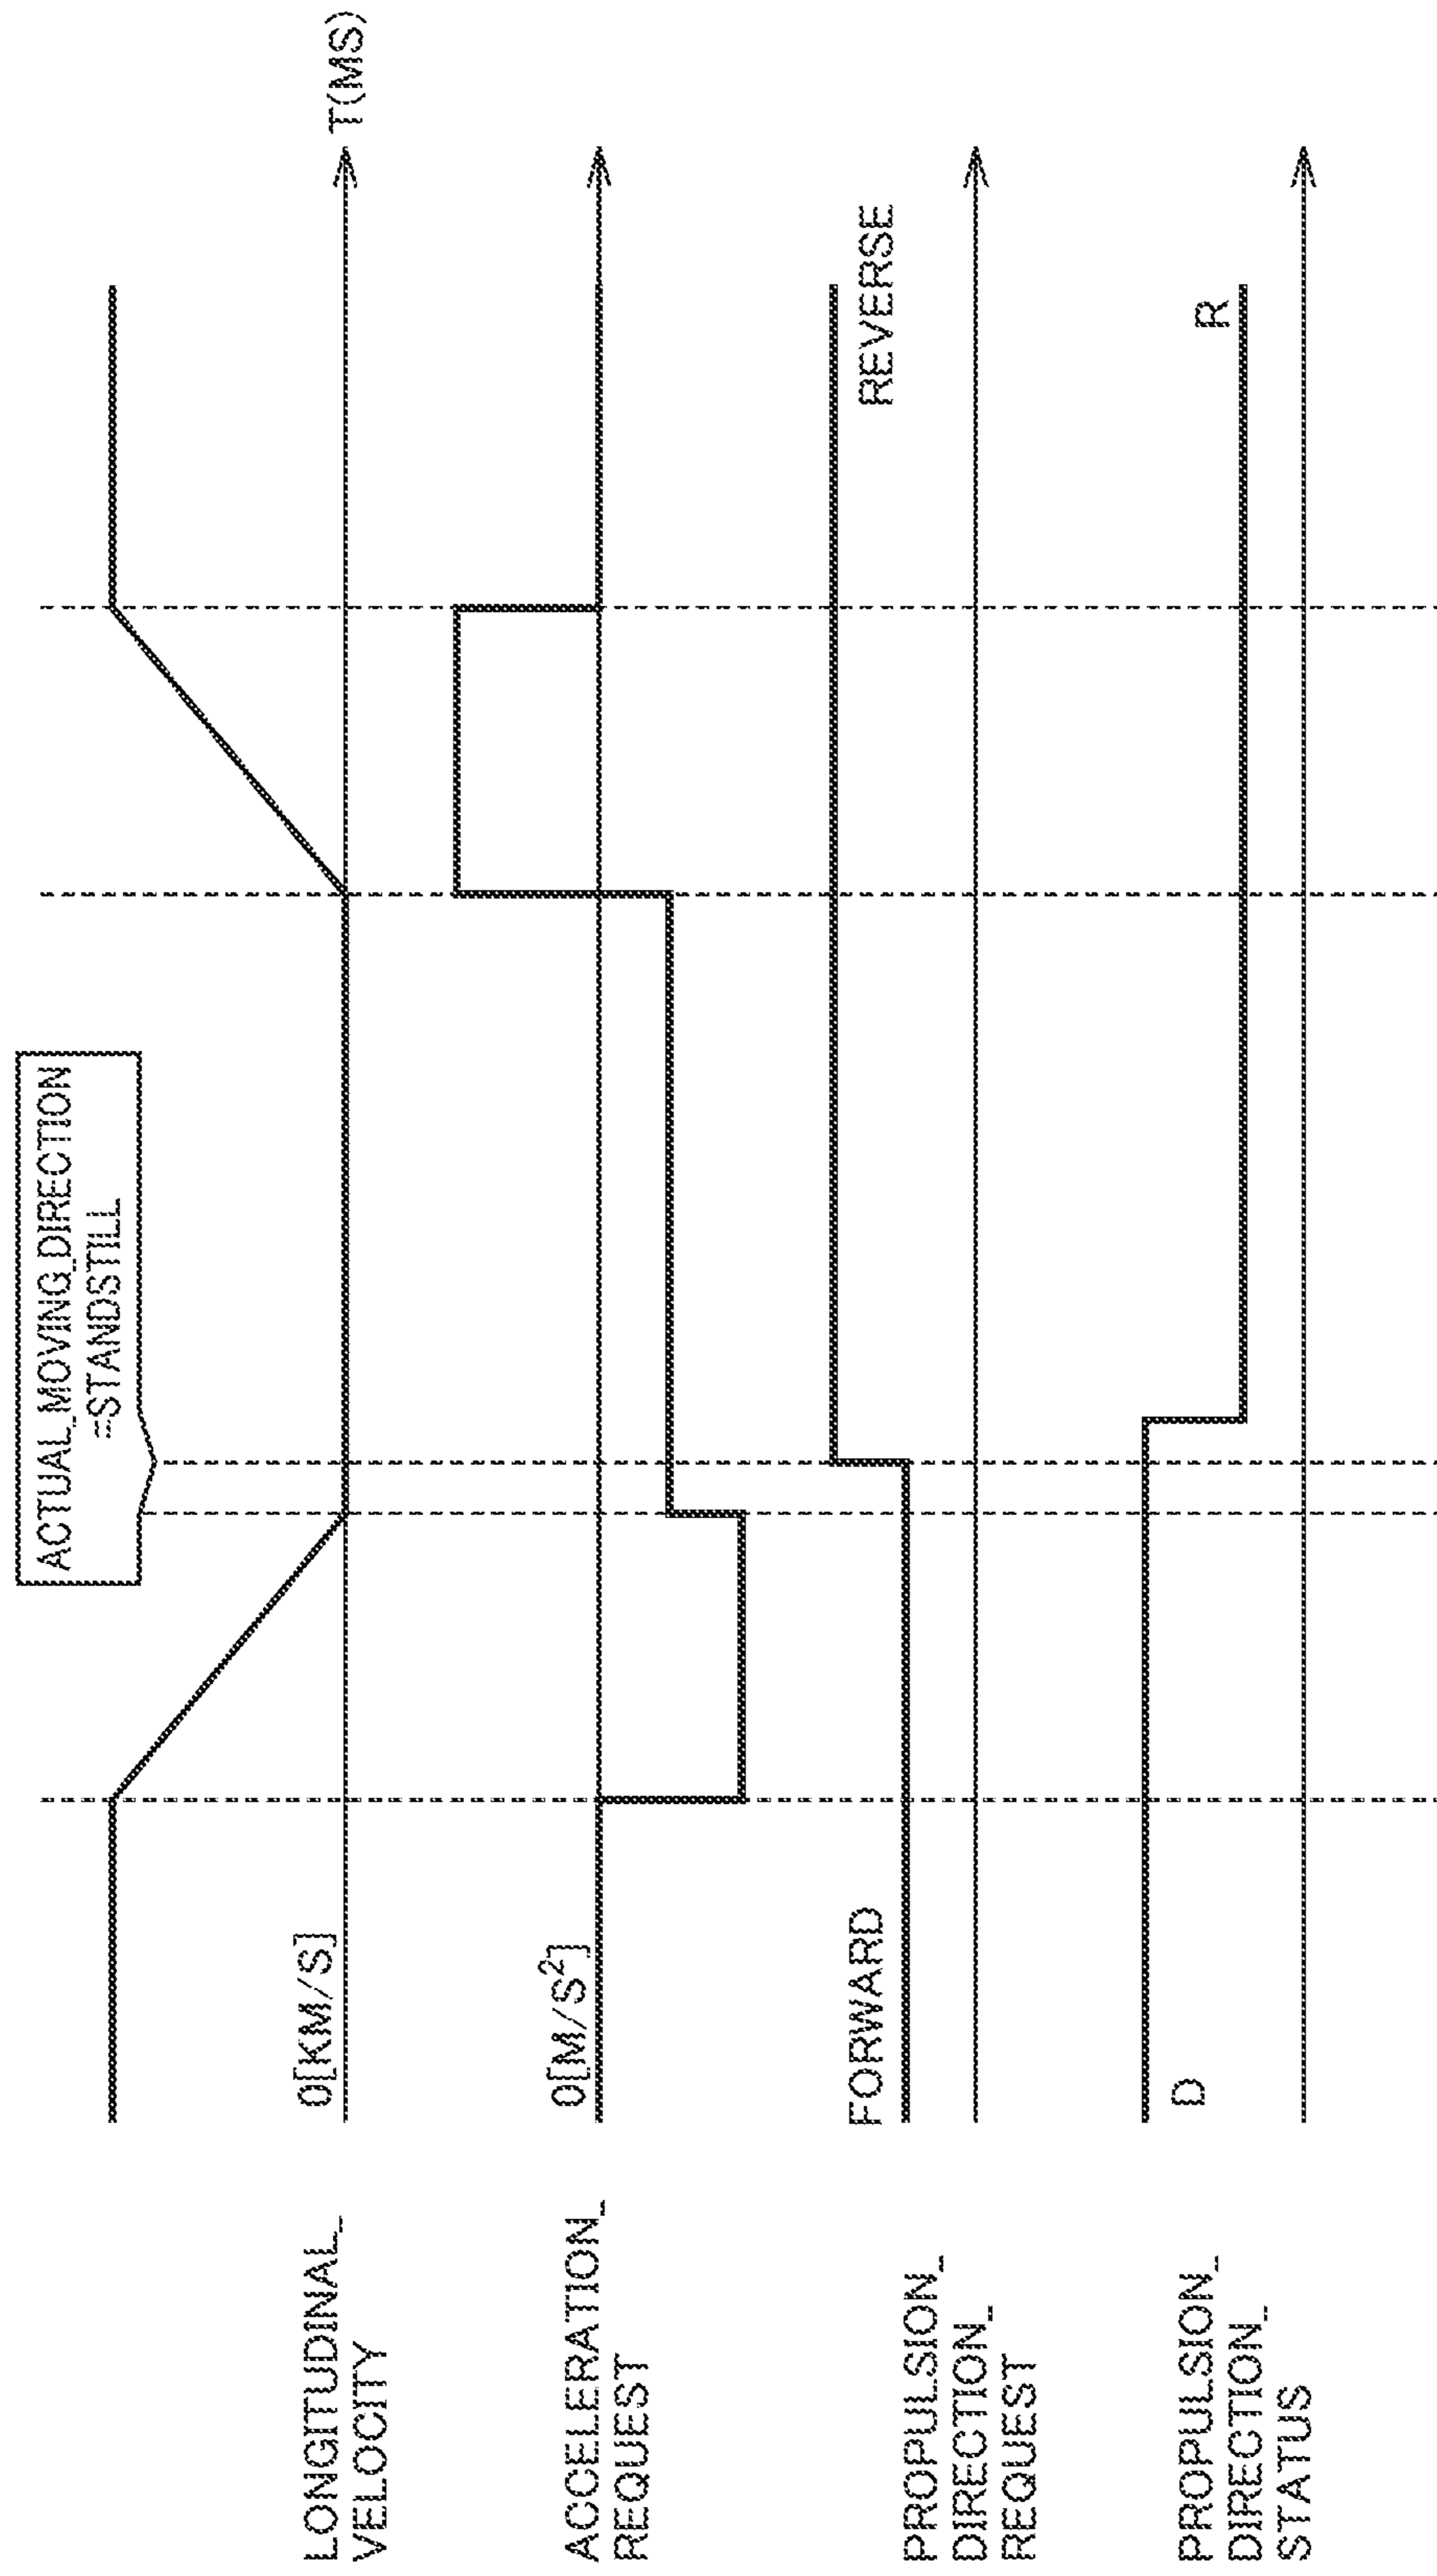 ACTUAL_MOVING_DIRECTION
=STANDSTILL
T(MS)
0[KM/S]
LONGITUDINAL_
VELOCITY
0[M/S²]
ACCELERATION_
REQUEST
FORWARD
REVERSE
PROPULSION_
DIRECTION_
REQUEST
D
R
PROPULSION_
DIRECTION_
STATUS